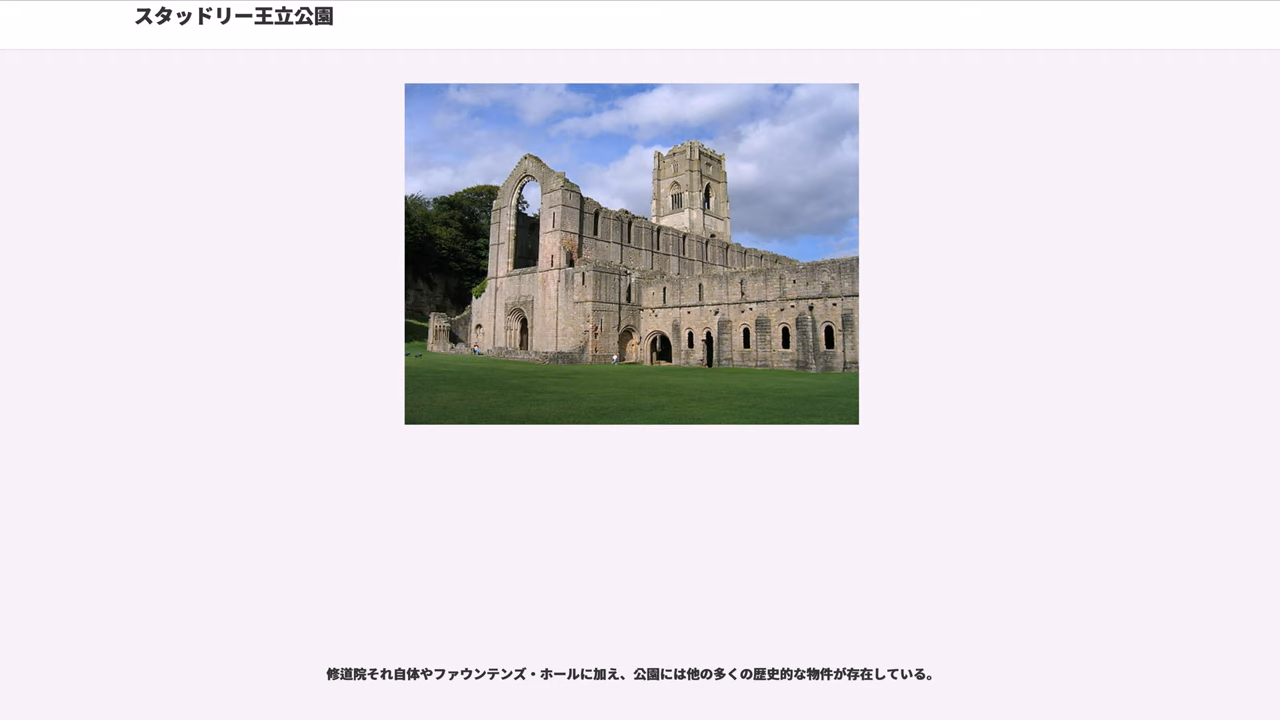 スタッドリー王立公園
修道院それ自体やファウンテンズ・ホールに加え、公園には他の多くの歴史的な物件が存在している。